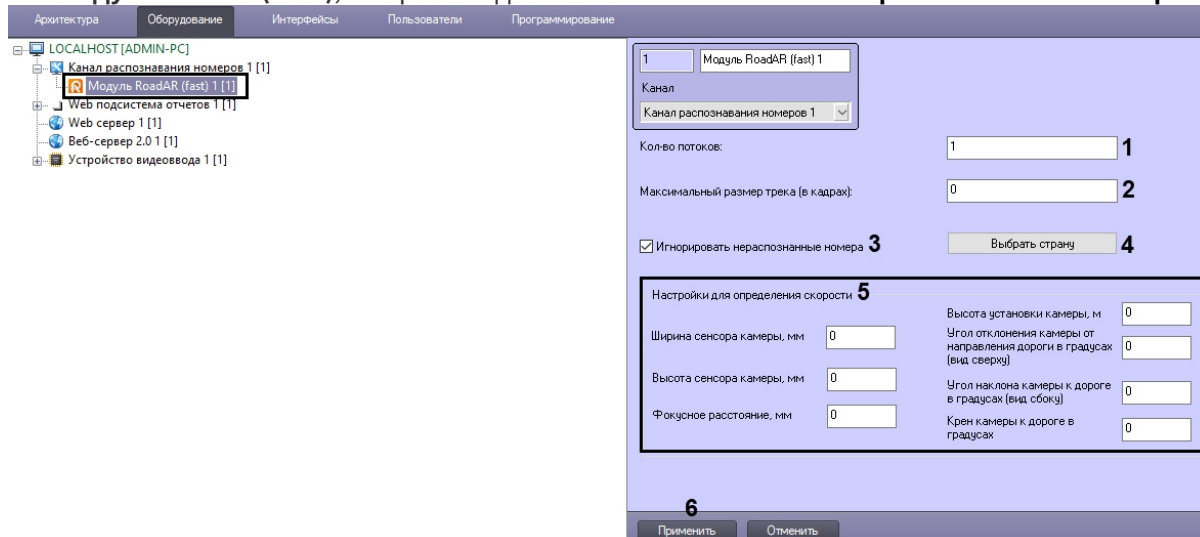 Архитектура Оборудование Интерфейсы Пользователи Программирование
LOCALHOST [ADMIN-PC]
Канал распознавания номеров 1 [1]
Модуль RoadAR (fast) 1 [1]
Web подсистема отчетов 1 [1]
Web сервер 1 [1]
Веб-сервер 2.0 1 [1]
Устройство видеоввода 1 [1]
1 Модуль RoadAR (fast) 1
Канал
Канал распознавания номеров 1
Кол-во потоков: 1 1
Максимальный размер трека (в кадрах): 0 2
Игнорировать нераспознанные номера 3 Выбрать страну 4
Настройки для определения скорости 5
Ширина сенсора камеры, мм 0
Высота сенсора камеры, мм 0
Фокусное расстояние, мм 0
Высота установки камеры, м 0
Угол отклонения камеры от
направления дороги в градусах 0
(вид сверху)
Угол наклона камеры к дороге 0
в градусах (вид сбоку)
Крен камеры к дороге в 0
градусах
6
Применить Отменить